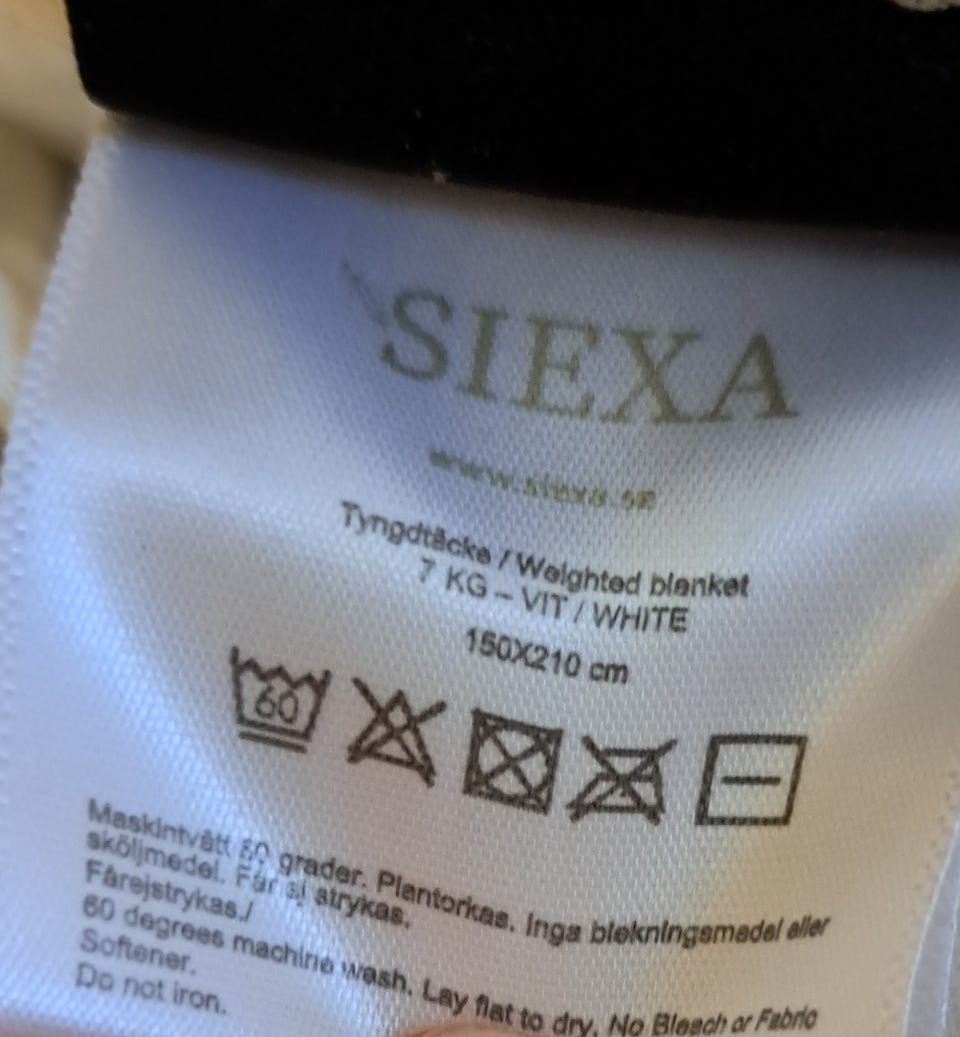 SIEXA
www.siexa.se
Tyngdtäcke / Weighted blanket
7 KG – VIT / WHITE
150X210 cm
60
Maskintvätt 60 grader. Plantorkas. Inga blekningsmedel eller
sköljmedel. Får ej strykas.
Fårejstrykas./
60 degrees machine wash. Lay flat to dry. No Bleach or Fabric
Softener.
Do not iron.